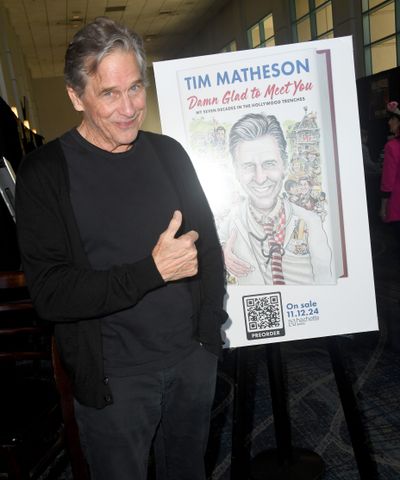 TIM MATHESON
Damn Glad to Meet You
MY SEVEN DECADES IN THE HOLLYWOOD TRENCHES
On sale
11.12.24
hachette
PREORDER